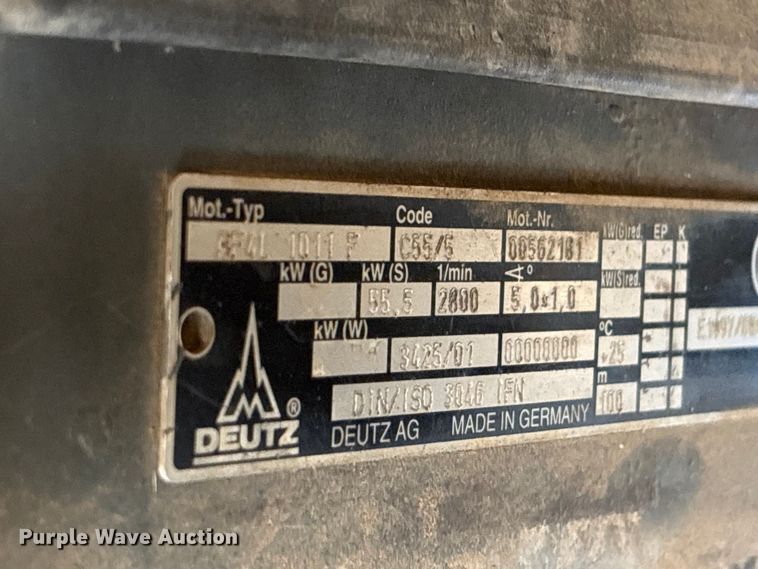 Mot.-Typ Code Mot.-Nr. kW(G)red. EP K
BF4L 1011 F C55/5 00562181
kW (G) kW (S) 1/min ∢° kW(S)red.
55,5 2800 5,0±1,0
kW (W) °C
3425/01 00000000 +25
DIN/ISO 3046 IFN m 100
DEUTZ ® DEUTZ AG MADE IN GERMANY
Purple Wave Auction